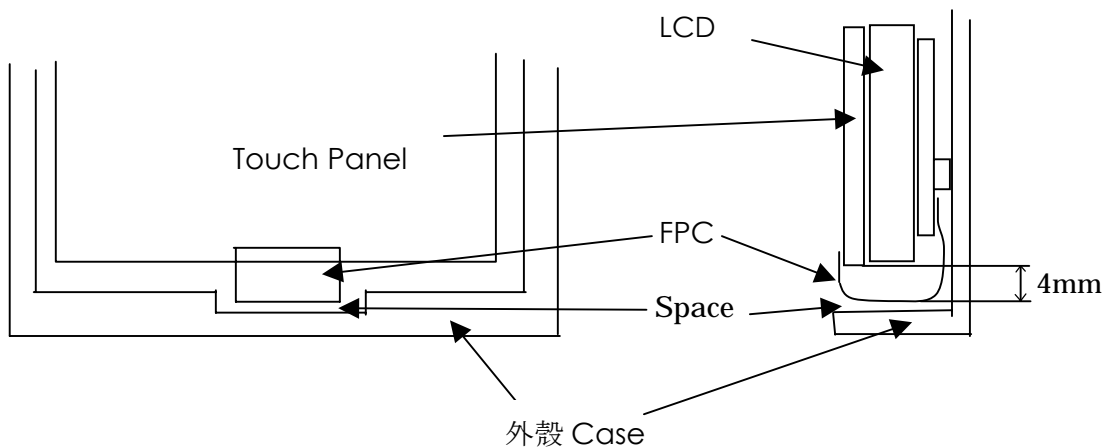 LCD
Touch Panel
FPC
4mm
Space
外殼 Case